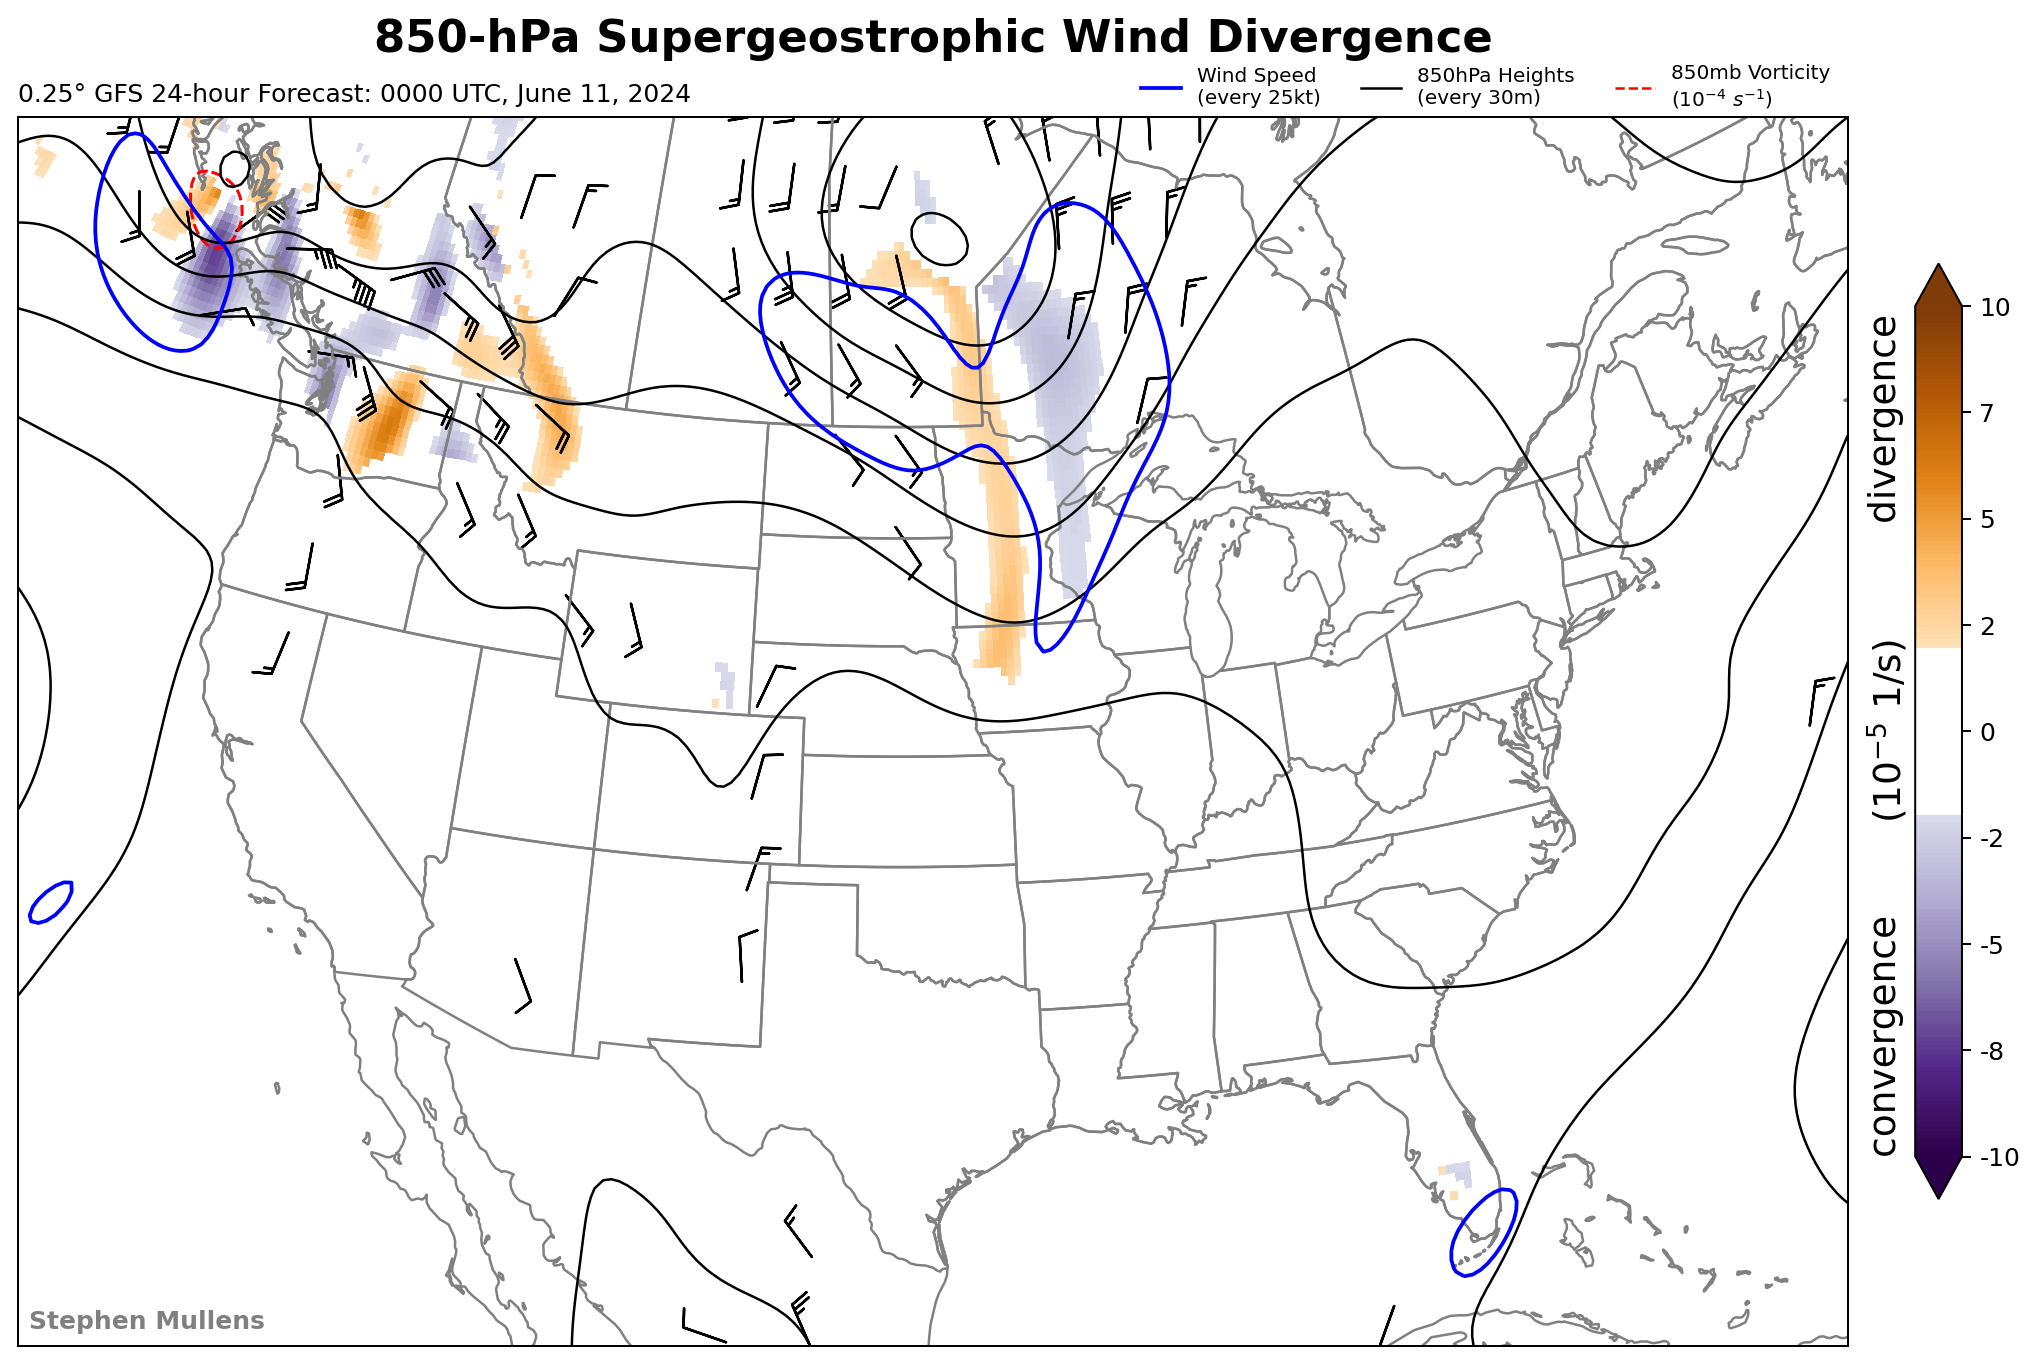 850-hPa Supergeostrophic Wind Divergence
0.25° GFS 24-hour Forecast: 0000 UTC, June 11, 2024
Wind Speed
(every 25kt)
850hPa Heights
(every 30m)
850mb Vorticity
(10⁻⁴ s⁻¹)
10
7
5
2
0
-2
-5
-8
-10
convergence (10⁻⁵ 1/s) divergence
Stephen Mullens